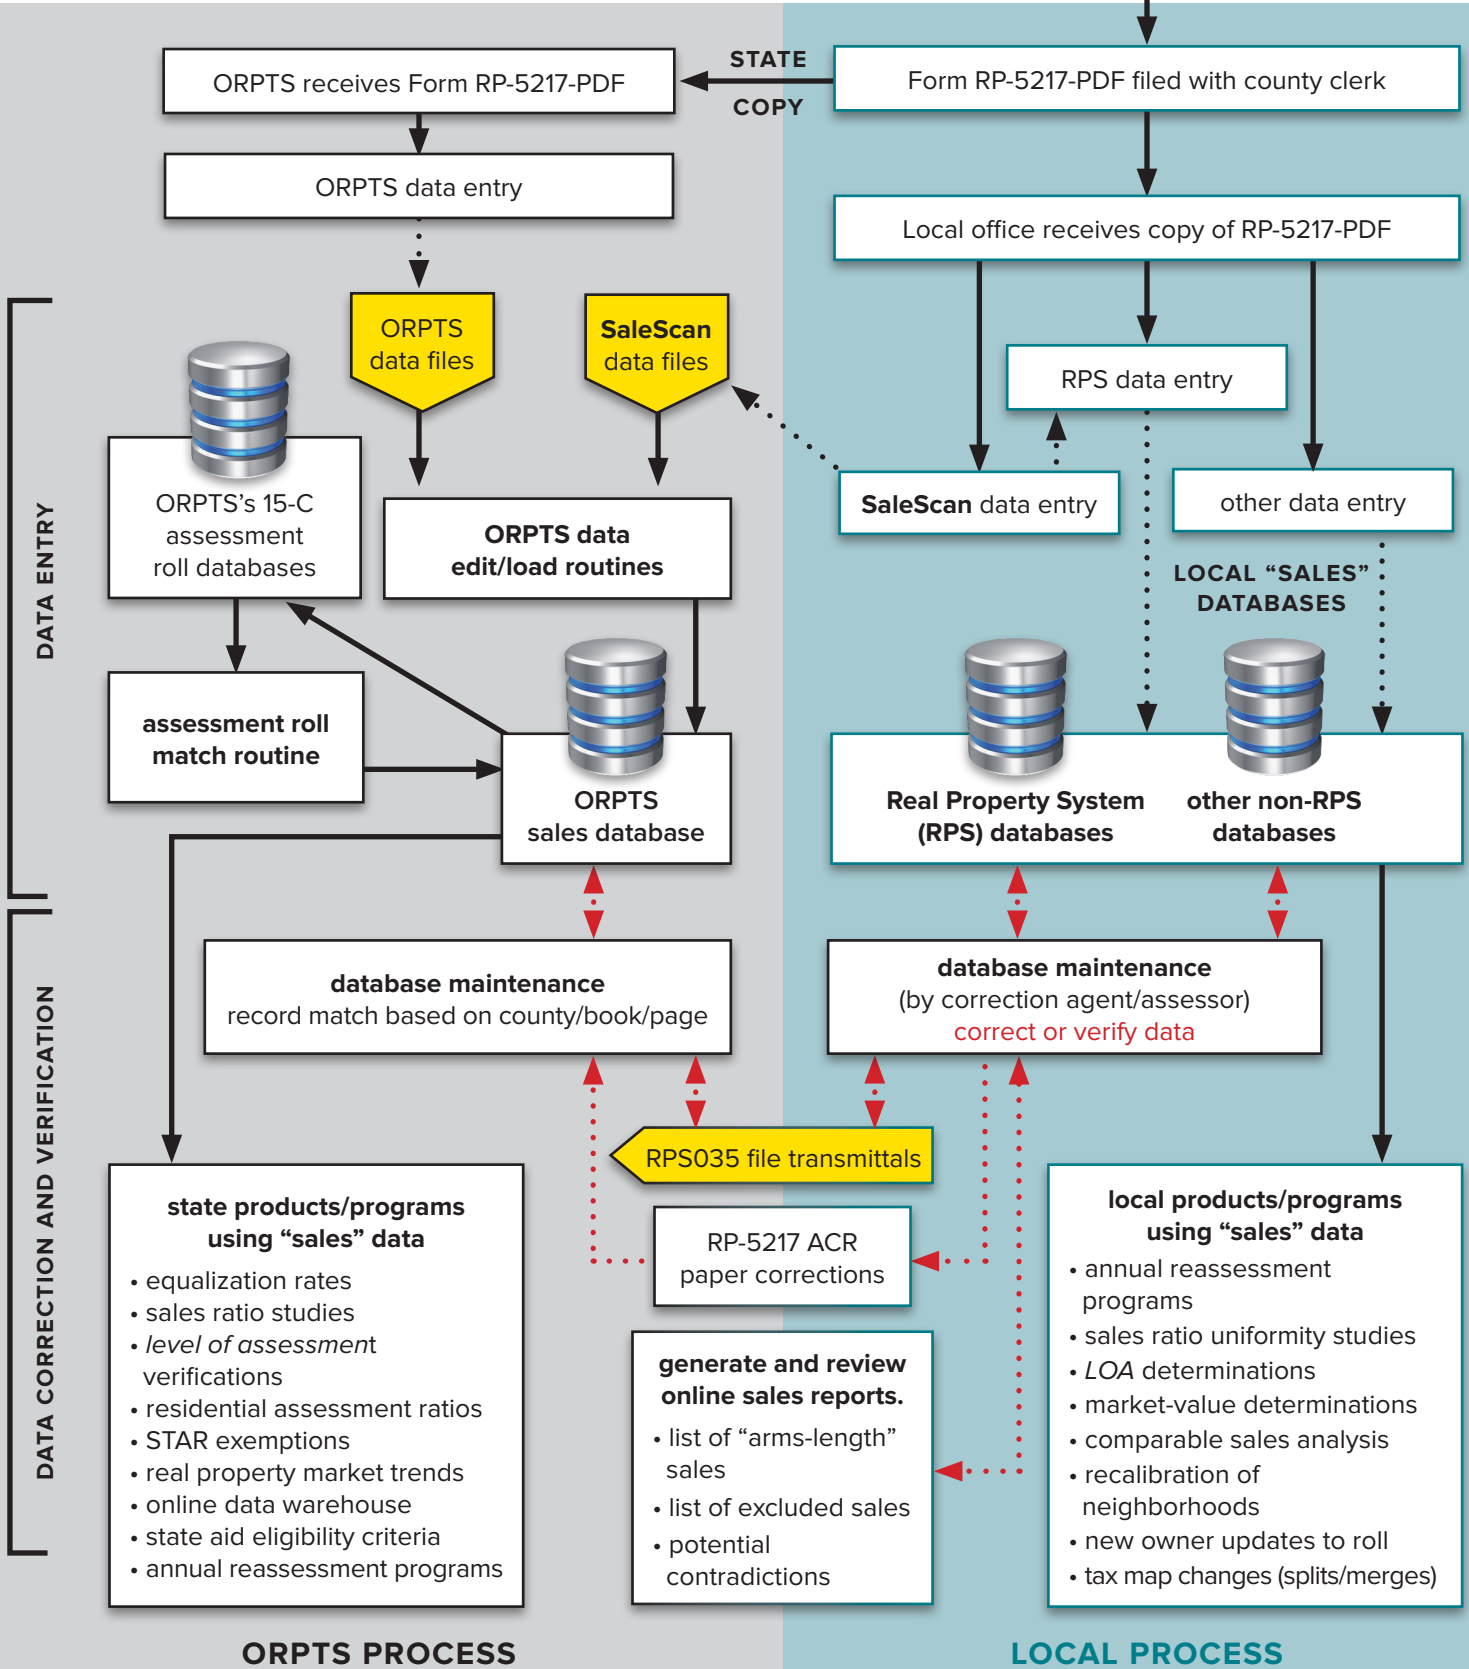 STATE
COPY
ORPTS receives Form RP-5217-PDF
Form RP-5217-PDF filed with county clerk
ORPTS data entry
Local office receives copy of RP-5217-PDF
ORPTS
data files
SaleScan
data files
RPS data entry
ORPTS's 15-C
assessment
roll databases
ORPTS data
edit/load routines
SaleScan data entry
other data entry
LOCAL “SALES”
DATABASES
DATA ENTRY
assessment roll
match routine
ORPTS
sales database
Real Property System
(RPS) databases
other non-RPS
databases
DATA CORRECTION AND VERIFICATION
database maintenance
record match based on county/book/page
database maintenance
(by correction agent/assessor)
correct or verify data
RPS035 file transmittals
RP-5217 ACR
paper corrections
state products/programs
using “sales” data
• equalization rates
• sales ratio studies
• level of assessment
verifications
• residential assessment ratios
• STAR exemptions
• real property market trends
• online data warehouse
• state aid eligibility criteria
• annual reassessment programs
generate and review
online sales reports.
• list of “arms-length”
sales
• list of excluded sales
• potential
contradictions
local products/programs
using “sales” data
• annual reassessment
programs
• sales ratio uniformity studies
• LOA determinations
• market-value determinations
• comparable sales analysis
• recalibration of
neighborhoods
• new owner updates to roll
• tax map changes (splits/merges)
ORPTS PROCESS
LOCAL PROCESS